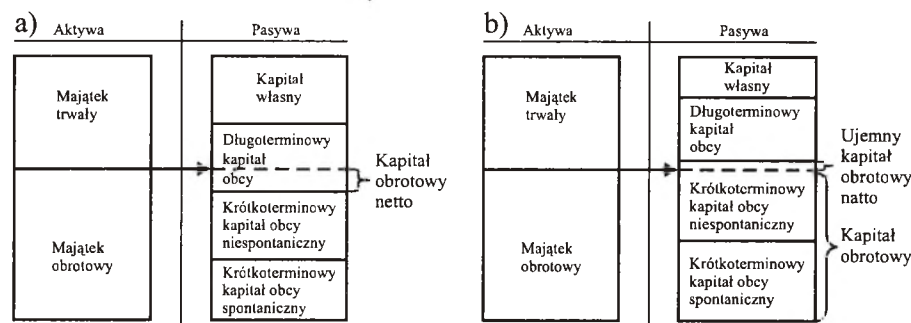 a)
Aktywa
Pasywa
Majątek
trwały
Majątek
obrotowy
Kapitał
własny
Długoterminowy
kapitał
obcy
Krótkoterminowy
kapitał obcy
niespontaniczny
Krótkoterminowy
kapitał obcy
spontaniczny
Kapitał
obrotowy
netto
b)
Aktywa
Pasywa
Majątek
trwały
Majątek
obrotowy
Kapitał
własny
Długoterminowy
kapitał
obcy
Krótkoterminowy
kapitał obcy
niespontaniczny
Krótkoterminowy
kapitał obcy
spontaniczny
Ujemny
kapitał
obrotowy
natto
Kapitał
obrotowy